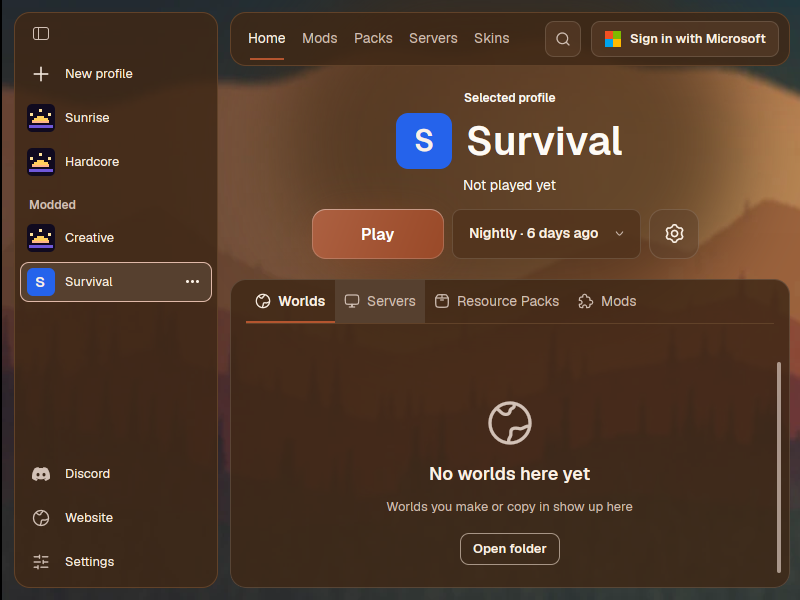 New profile
Sunrise
Hardcore
Modded
Creative
S Survival
Discord
Website
Settings
Home Mods Packs Servers Skins Sign in with Microsoft
Selected profile
S Survival
Not played yet
Play Nightly · 6 days ago
Worlds Servers Resource Packs Mods
No worlds here yet
Worlds you make or copy in show up here
Open folder